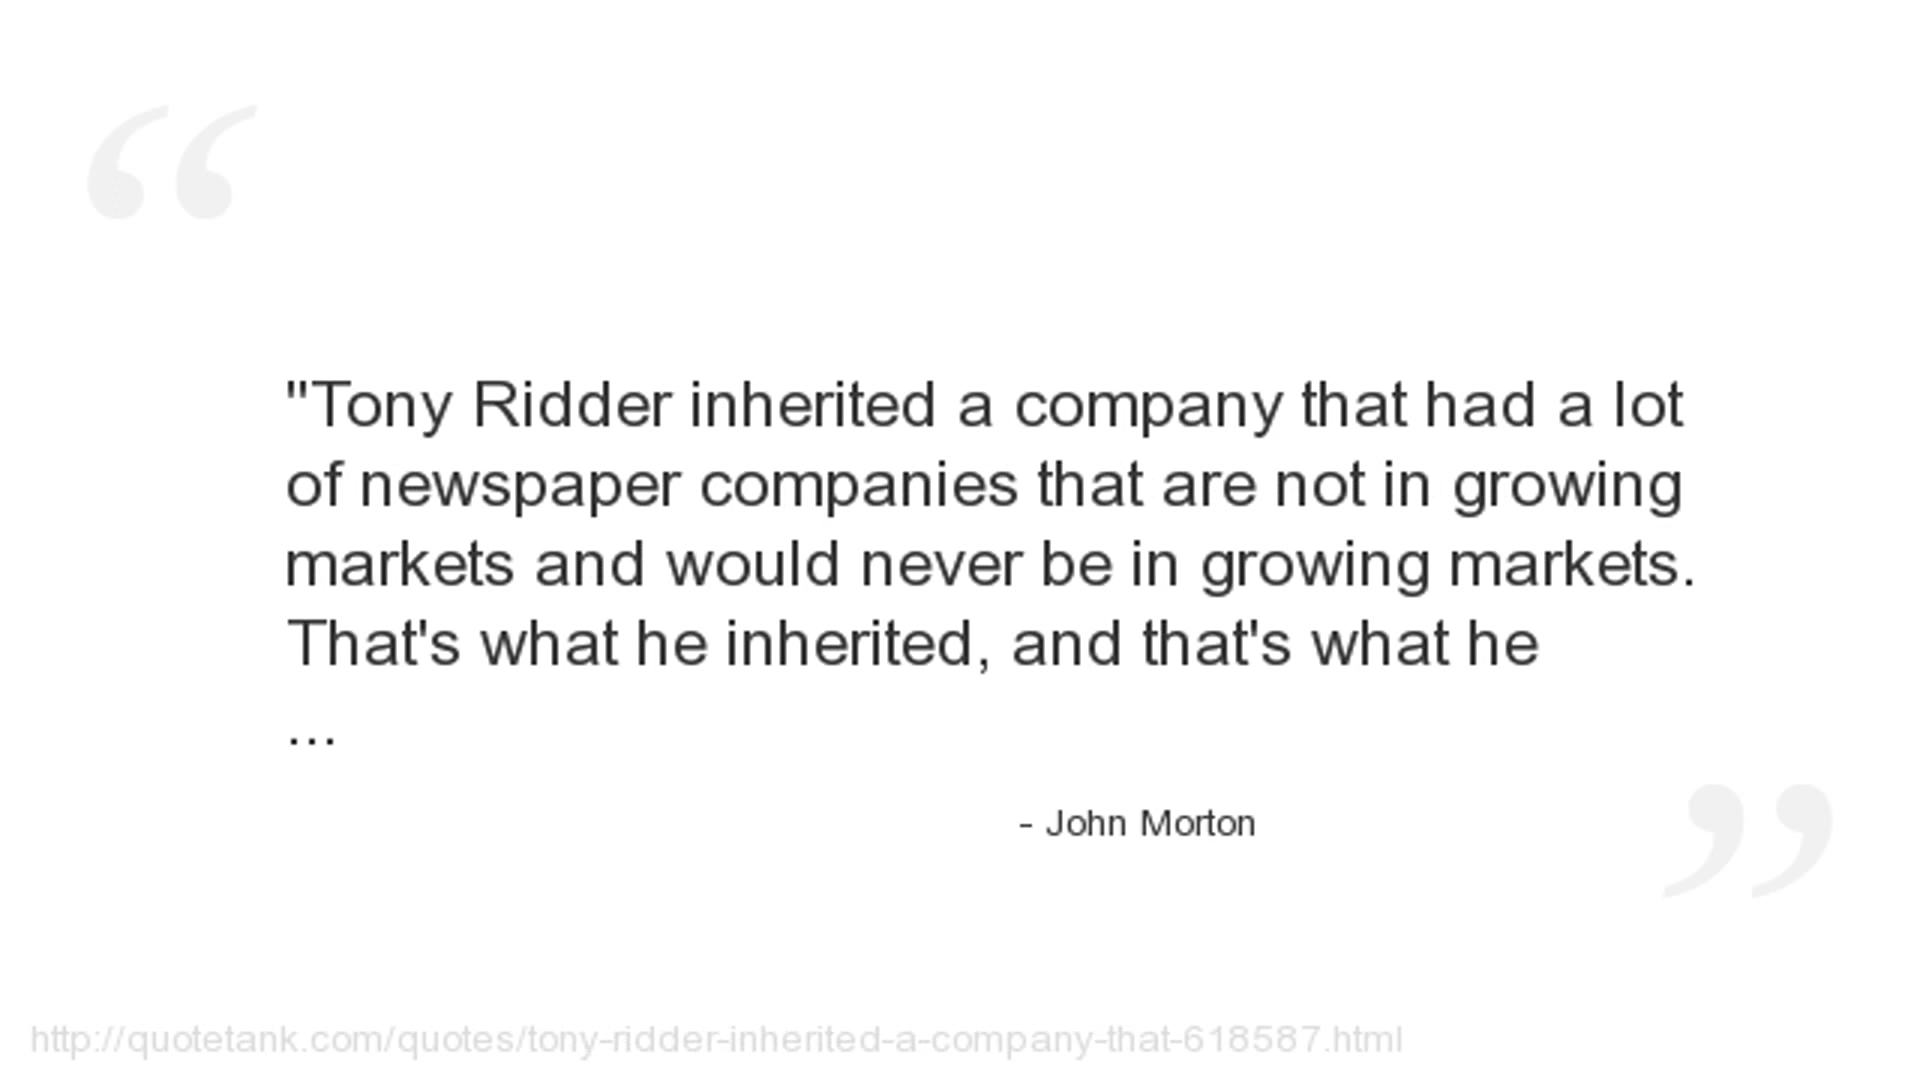 "Tony Ridder inherited a company that had a lot
of newspaper companies that are not in growing
markets and would never be in growing markets.
That's what he inherited, and that's what he
...
- John Morton
http://quotetank.com/quotes/tony-ridder-inherited-a-company-that-618587.html